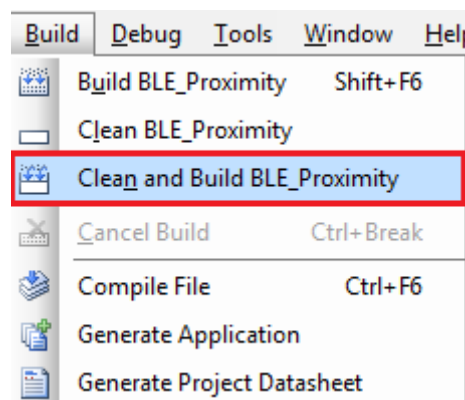 Build Debug Tools Window Help
Build BLE_Proximity Shift+F6
Clean BLE_Proximity
Clean and Build BLE_Proximity
Cancel Build Ctrl+Break
Compile File Ctrl+F6
Generate Application
Generate Project Datasheet